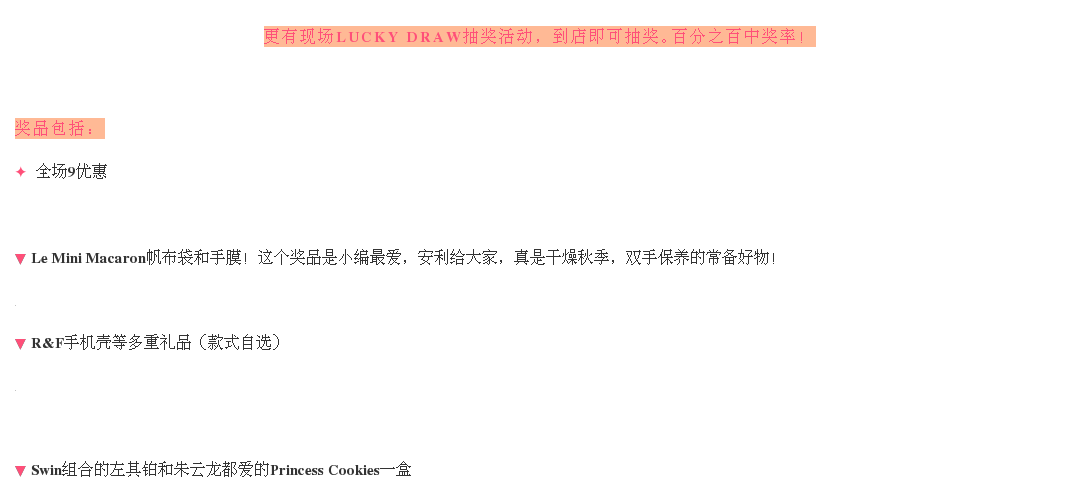 更有现场LUCKY DRAW抽奖活动，到店即可抽奖。百分之百中奖率！
奖品包括：
✦ 全场9优惠
▼ Le Mini Macaron帆布袋和手膜！这个奖品是小编最爱，安利给大家，真是干燥秋季，双手保养的常备好物！
▼ R&F手机壳等多重礼品（款式自选）
▼ Swin组合的左其铂和朱云龙都爱的Princess Cookies一盒